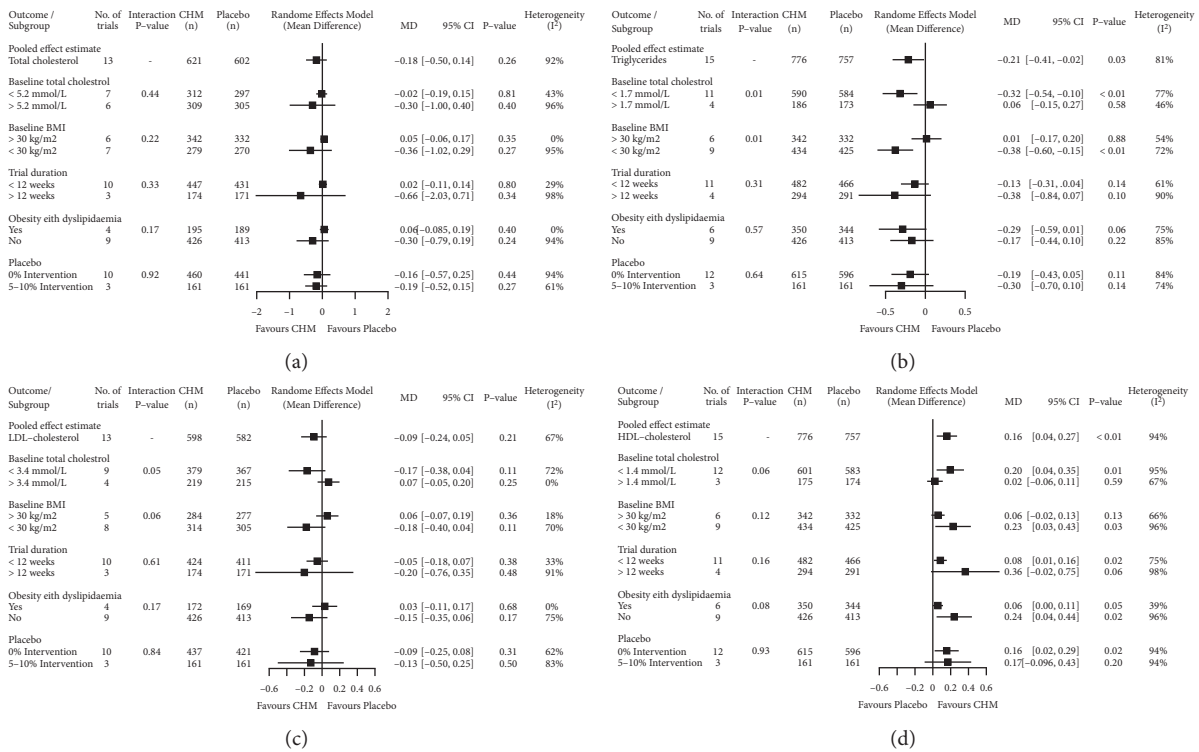 Outcome / Subgroup No. of trials Interaction P–value CHM (n) Placebo (n) Randome Effects Model (Mean Difference) MD 95% CI P–value Heterogeneity (I²)
Pooled effect estimate
Total cholesterol 13 - 621 602 −0.18 [−0.50, 0.14] 0.26 92%
Baseline total cholestrol
< 5.2 mmol/L 7 0.44 312 297 −0.02 [−0.19, 0.15] 0.81 43%
> 5.2 mmol/L 6 309 305 −0.30 [−1.00, 0.40] 0.40 96%
Baseline BMI
> 30 kg/m2 6 0.22 342 332 0.05 [−0.06, 0.17] 0.35 0%
< 30 kg/m2 7 279 270 −0.36 [−1.02, 0.29] 0.27 95%
Trial duration
< 12 weeks 10 0.33 447 431 0.02 [−0.11, 0.14] 0.80 29%
> 12 weeks 3 174 171 −0.66 [−2.03, 0.71] 0.34 98%
Obesity eith dyslipidaemia
Yes 4 0.17 195 189 0.06[−0.085, 0.19] 0.40 0%
No 9 426 413 −0.30 [−0.79, 0.19] 0.24 94%
Placebo
0% Intervention 10 0.92 460 441 −0.16 [−0.57, 0.25] 0.44 94%
5–10% Intervention 3 161 161 −0.19 [−0.52, 0.15] 0.27 61%
−2 −1 0 1 2
Favours CHM Favours Placebo
(a)
Outcome / Subgroup No. of trials Interaction P–value CHM (n) Placebo (n) Randome Effects Model (Mean Difference) MD 95% CI P–value Heterogeneity (I²)
Pooled effect estimate
Triglycerides 15 - 776 757 −0.21 [−0.41, −0.02] 0.03 81%
Baseline total cholestrol
< 1.7 mmol/L 11 0.01 590 584 −0.32 [−0.54, −0.10] < 0.01 77%
> 1.7 mmol/L 4 186 173 0.06 [−0.15, 0.27] 0.58 46%
Baseline BMI
> 30 kg/m2 6 0.01 342 332 0.01 [−0.17, 0.20] 0.88 54%
< 30 kg/m2 9 434 425 −0.38 [−0.60, −0.15] < 0.01 72%
Trial duration
< 12 weeks 11 0.31 482 466 −0.13 [−0.31, .0.04] 0.14 61%
> 12 weeks 4 294 291 −0.38 [−0.84, 0.07] 0.10 90%
Obesity eith dyslipidaemia
Yes 6 0.57 350 344 −0.29 [−0.59, 0.01] 0.06 75%
No 9 426 413 −0.17 [−0.44, 0.10] 0.22 85%
Placebo
0% Intervention 12 0.64 615 596 −0.19 [−0.43, 0.05] 0.11 84%
5–10% Intervention 3 161 161 −0.30 [−0.70, 0.10] 0.14 74%
−0.5 0 0.5
Favours CHM Favours Placebo
(b)
Outcome / Subgroup No. of trials Interaction P–value CHM (n) Placebo (n) Randome Effects Model (Mean Difference) MD 95% CI P–value Heterogeneity (I²)
Pooled effect estimate
LDL–cholesterol 13 - 598 582 −0.09 [−0.24, 0.05] 0.21 67%
Baseline total cholestrol
< 3.4 mmol/L 9 0.05 379 367 −0.17 [−0.38, 0.04] 0.11 72%
> 3.4 mmol/L 4 219 215 0.07 [−0.05, 0.20] 0.25 0%
Baseline BMI
> 30 kg/m2 5 0.06 284 277 0.06 [−0.07, 0.19] 0.36 18%
< 30 kg/m2 8 314 305 −0.18 [−0.40, 0.04] 0.11 70%
Trial duration
< 12 weeks 10 0.61 424 411 −0.05 [−0.18, 0.07] 0.38 33%
> 12 weeks 3 174 171 −0.20 [−0.76, 0.35] 0.48 91%
Obesity eith dyslipidaemia
Yes 4 0.17 172 169 0.03 [−0.11, 0.17] 0.68 0%
No 9 426 413 −0.15 [−0.35, 0.06] 0.17 75%
Placebo
0% Intervention 10 0.84 437 421 −0.09 [−0.25, 0.08] 0.31 62%
5–10% Intervention 3 161 161 −0.13 [−0.50, 0.25] 0.50 83%
−0.6 −0.4 −0.2 0 0.2 0.4 0.6
Favours CHM Favours Placebo
(c)
Outcome / Subgroup No. of trials Interaction P–value CHM (n) Placebo (n) Randome Effects Model (Mean Difference) MD 95% CI P–value Heterogeneity (I²)
Pooled effect estimate
HDL–cholesterol 15 - 776 757 0.16 [0.04, 0.27] < 0.01 94%
Baseline total cholestrol
< 1.4 mmol/L 12 0.06 601 583 0.20 [0.04, 0.35] 0.01 95%
> 1.4 mmol/L 3 175 174 0.02 [−0.06, 0.11] 0.59 67%
Baseline BMI
> 30 kg/m2 6 0.12 342 332 0.06 [−0.02, 0.13] 0.13 66%
< 30 kg/m2 9 434 425 0.23 [0.03, 0.43] 0.03 96%
Trial duration
< 12 weeks 11 0.16 482 466 0.08 [0.01, 0.16] 0.02 75%
> 12 weeks 4 294 291 0.36 [−0.02, 0.75] 0.06 98%
Obesity eith dyslipidaemia
Yes 6 0.08 350 344 0.06 [0.00, 0.11] 0.05 39%
No 9 426 413 0.24 [0.04, 0.44] 0.02 96%
Placebo
0% Intervention 12 0.93 615 596 0.16 [0.02, 0.29] 0.02 94%
5–10% Intervention 3 161 161 0.17[−0.096, 0.43] 0.20 94%
−0.6 −0.4 −0.2 0 0.2 0.4 0.6
Favours Placebo Favours CHM
(d)